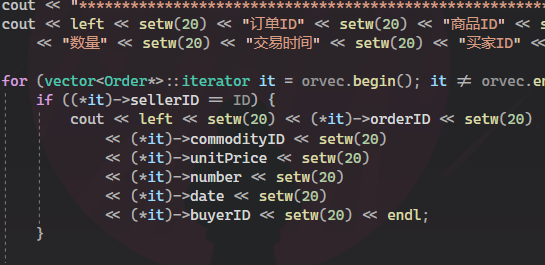 cout << "*******************************************************
cout << left << setw(20) << "订单ID" << setw(20) << "商品ID" <<
<< "数量" << setw(20) << "交易时间" << setw(20) << "买家ID" <<
for (vector<Order*>::iterator it = orvec.begin(); it ≠ orvec.en
if ((*it)->sellerID == ID) {
cout << left << setw(20) << (*it)->orderID << setw(20)
<< (*it)->commodityID << setw(20)
<< (*it)->unitPrice << setw(20)
<< (*it)->number << setw(20)
<< (*it)->date << setw(20)
<< (*it)->buyerID << setw(20) << endl;
}